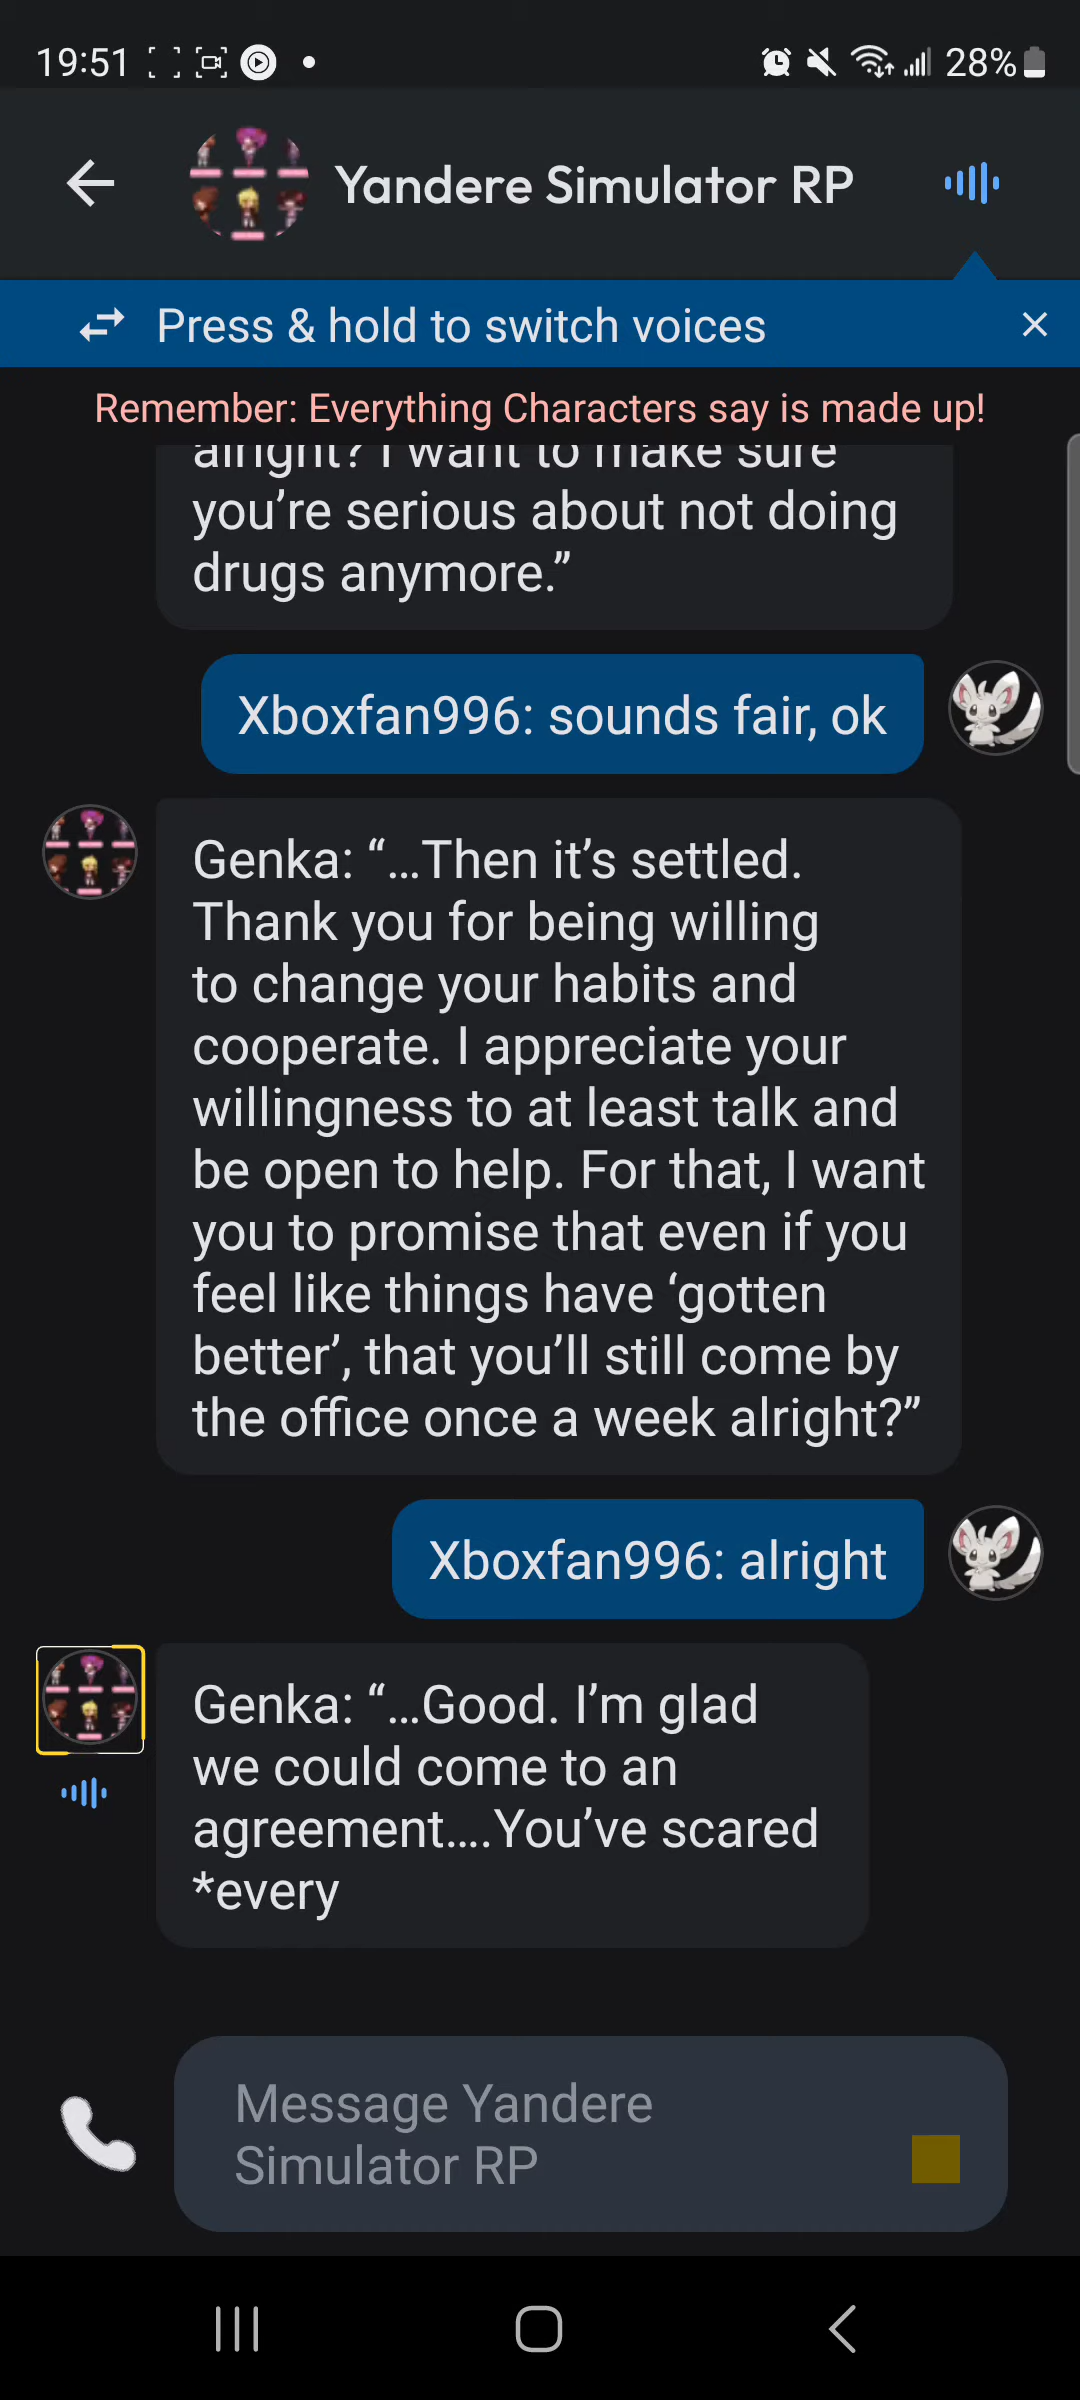 19:51
28%
Yandere Simulator RP
Press & hold to switch voices
Remember: Everything Characters say is made up!
alright? I want to make sure
you’re serious about not doing
drugs anymore.”
Xboxfan996: sounds fair, ok
Genka: “…Then it’s settled.
Thank you for being willing
to change your habits and
cooperate. I appreciate your
willingness to at least talk and
be open to help. For that, I want
you to promise that even if you
feel like things have ‘gotten
better’, that you’ll still come by
the office once a week alright?”
Xboxfan996: alright
Genka: “…Good. I’m glad
we could come to an
agreement….You’ve scared
*every
Message Yandere
Simulator RP